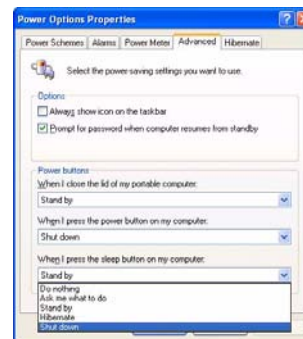 Power Options Properties
Power Schemes Alarms Power Meter Advanced Hibernate
Select the power-saving settings you want to use.
Options
Always show icon on the taskbar
Prompt for password when computer resumes from standby
Power buttons
When I close the lid of my portable computer:
Stand by
When I press the power button on my computer:
Shut down
When I press the sleep button on my computer:
Stand by
Do nothing
Ask me what to do
Stand by
Hibernate
Shut down